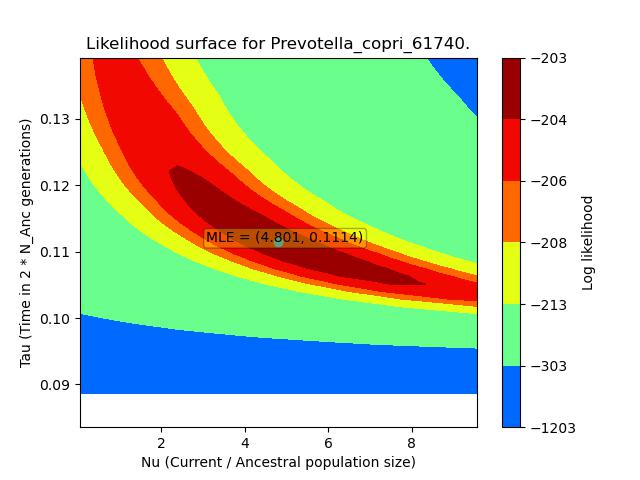 Likelihood surface for Prevotella_copri_61740.
Tau (Time in 2 * N_Anc generations)
0.13
0.12
0.11
0.10
0.09
MLE = (4.801, 0.1114)
2 4 6 8
Nu (Current / Ancestral population size)
−203
−204
−206
−208
−213
−303
−1203
Log likelihood